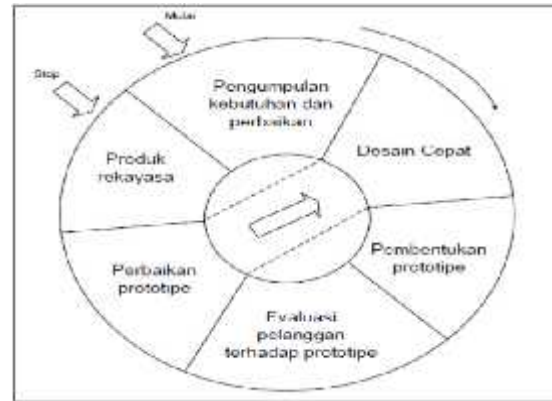 Mulai
Stop
Pengumpulan
kebutuhan dan
perbaikan
Desain Cepat
Pembentukan
prototipe
Evaluasi
pelanggan
terhadap prototipe
Perbaikan
prototipe
Produk
rekayasa